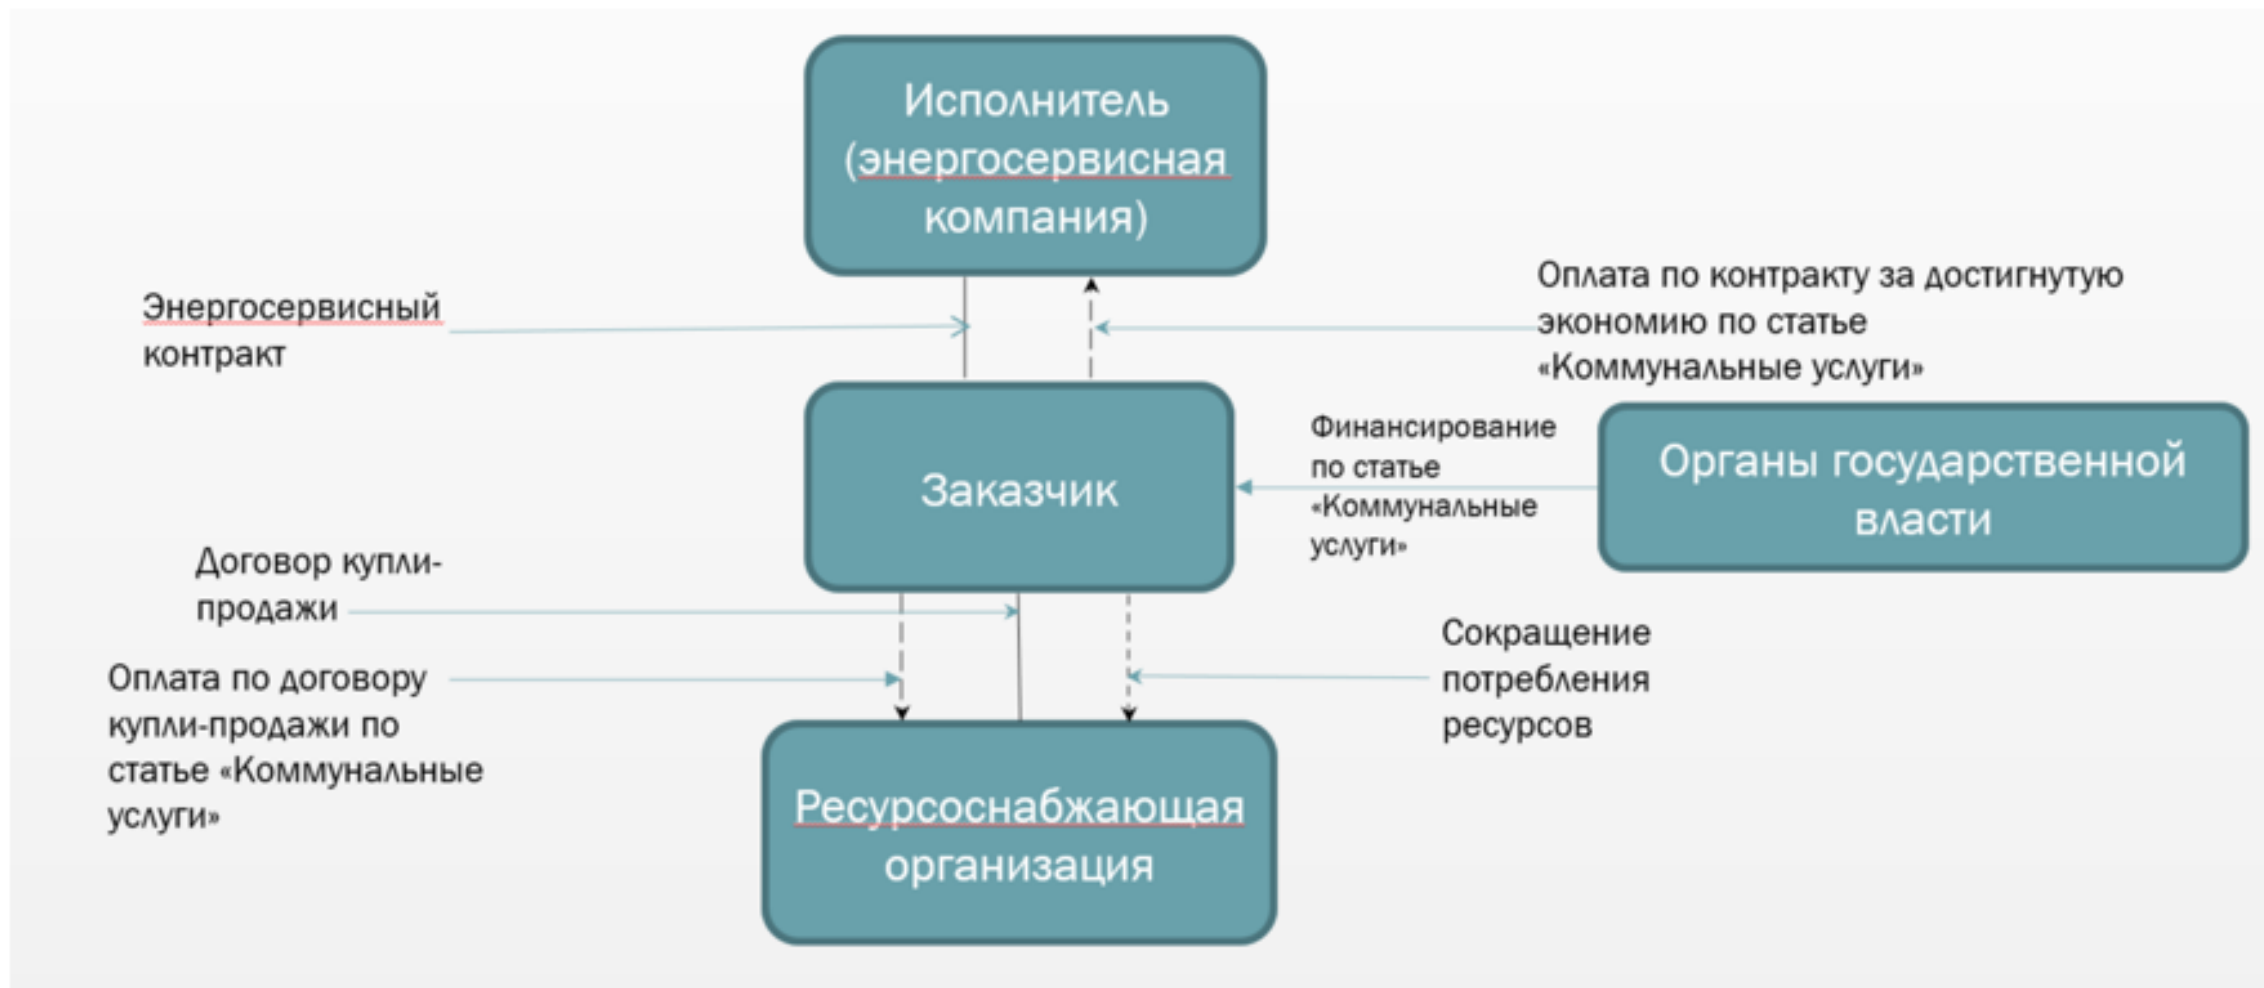 Исполнитель
(энергосервисная
компания)
Энергосервисный
контракт
Оплата по контракту за достигнутую
экономию по статье
«Коммунальные услуги»
Заказчик
Финансирование
по статье
«Коммунальные
услуги»
Органы государственной
власти
Договор купли-
продажи
Оплата по договору
купли-продажи по
статье «Коммунальные
услуги»
Сокращение
потребления
ресурсов
Ресурсоснабжающая
организация